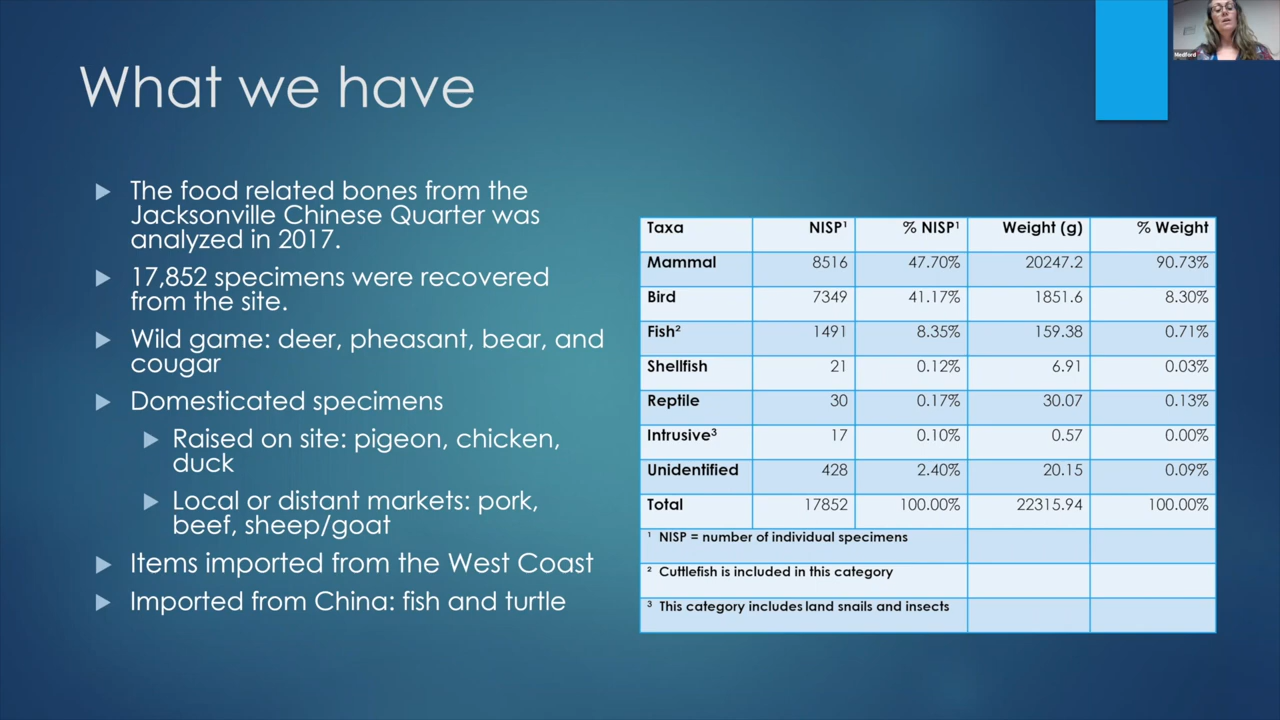 What we have
The food related bones from the
Jacksonville Chinese Quarter was
analyzed in 2017.
17,852 specimens were recovered
from the site.
Wild game: deer, pheasant, bear, and
cougar
Domesticated specimens
Raised on site: pigeon, chicken,
duck
Local or distant markets: pork,
beef, sheep/goat
Items imported from the West Coast
Imported from China: fish and turtle
Taxa NISP¹ % NISP¹ Weight (g) % Weight
Mammal 8516 47.70% 20247.2 90.73%
Bird 7349 41.17% 1851.6 8.30%
Fish² 1491 8.35% 159.38 0.71%
Shellfish 21 0.12% 6.91 0.03%
Reptile 30 0.17% 30.07 0.13%
Intrusive³ 17 0.10% 0.57 0.00%
Unidentified 428 2.40% 20.15 0.09%
Total 17852 100.00% 22315.94 100.00%
¹ NISP = number of individual specimens
² Cuttlefish is included in this category
³ This category includes land snails and insects
Medford